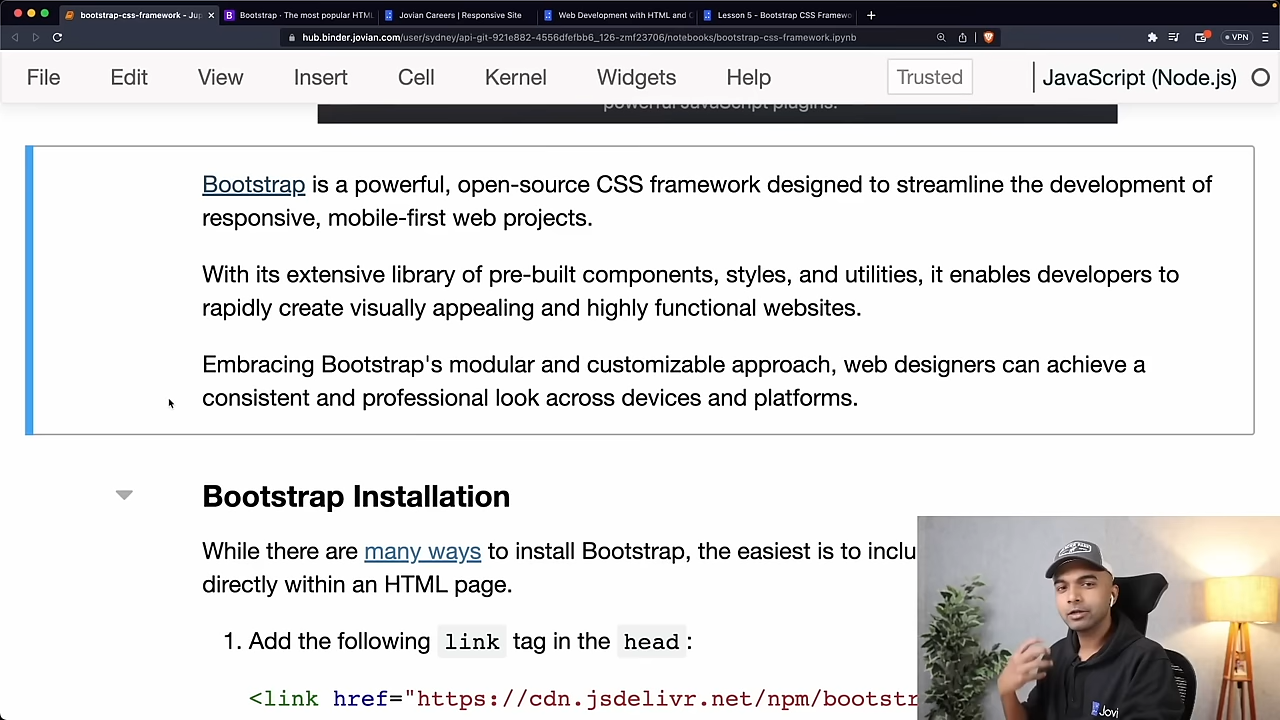 bootstrap-css-framework - Jup
Bootstrap · The most popular HTML
Jovian Careers | Responsive Site
Web Development with HTML and C
Lesson 5 - Bootstrap CSS Framewo
hub.binder.jovian.com/user/sydney/api-git-921e882-4556dfefbb6_126-zmf23706/notebooks/bootstrap-css-framework.ipynb
VPN
File Edit View Insert Cell Kernel Widgets Help Trusted JavaScript (Node.js)
powerful JavaScript plugins.
Bootstrap is a powerful, open-source CSS framework designed to streamline the development of
responsive, mobile-first web projects.
With its extensive library of pre-built components, styles, and utilities, it enables developers to
rapidly create visually appealing and highly functional websites.
Embracing Bootstrap's modular and customizable approach, web designers can achieve a
consistent and professional look across devices and platforms.
Bootstrap Installation
While there are many ways to install Bootstrap, the easiest is to inclu
directly within an HTML page.
1. Add the following link tag in the head:
<link href="https://cdn.jsdelivr.net/npm/bootstr
Jovi